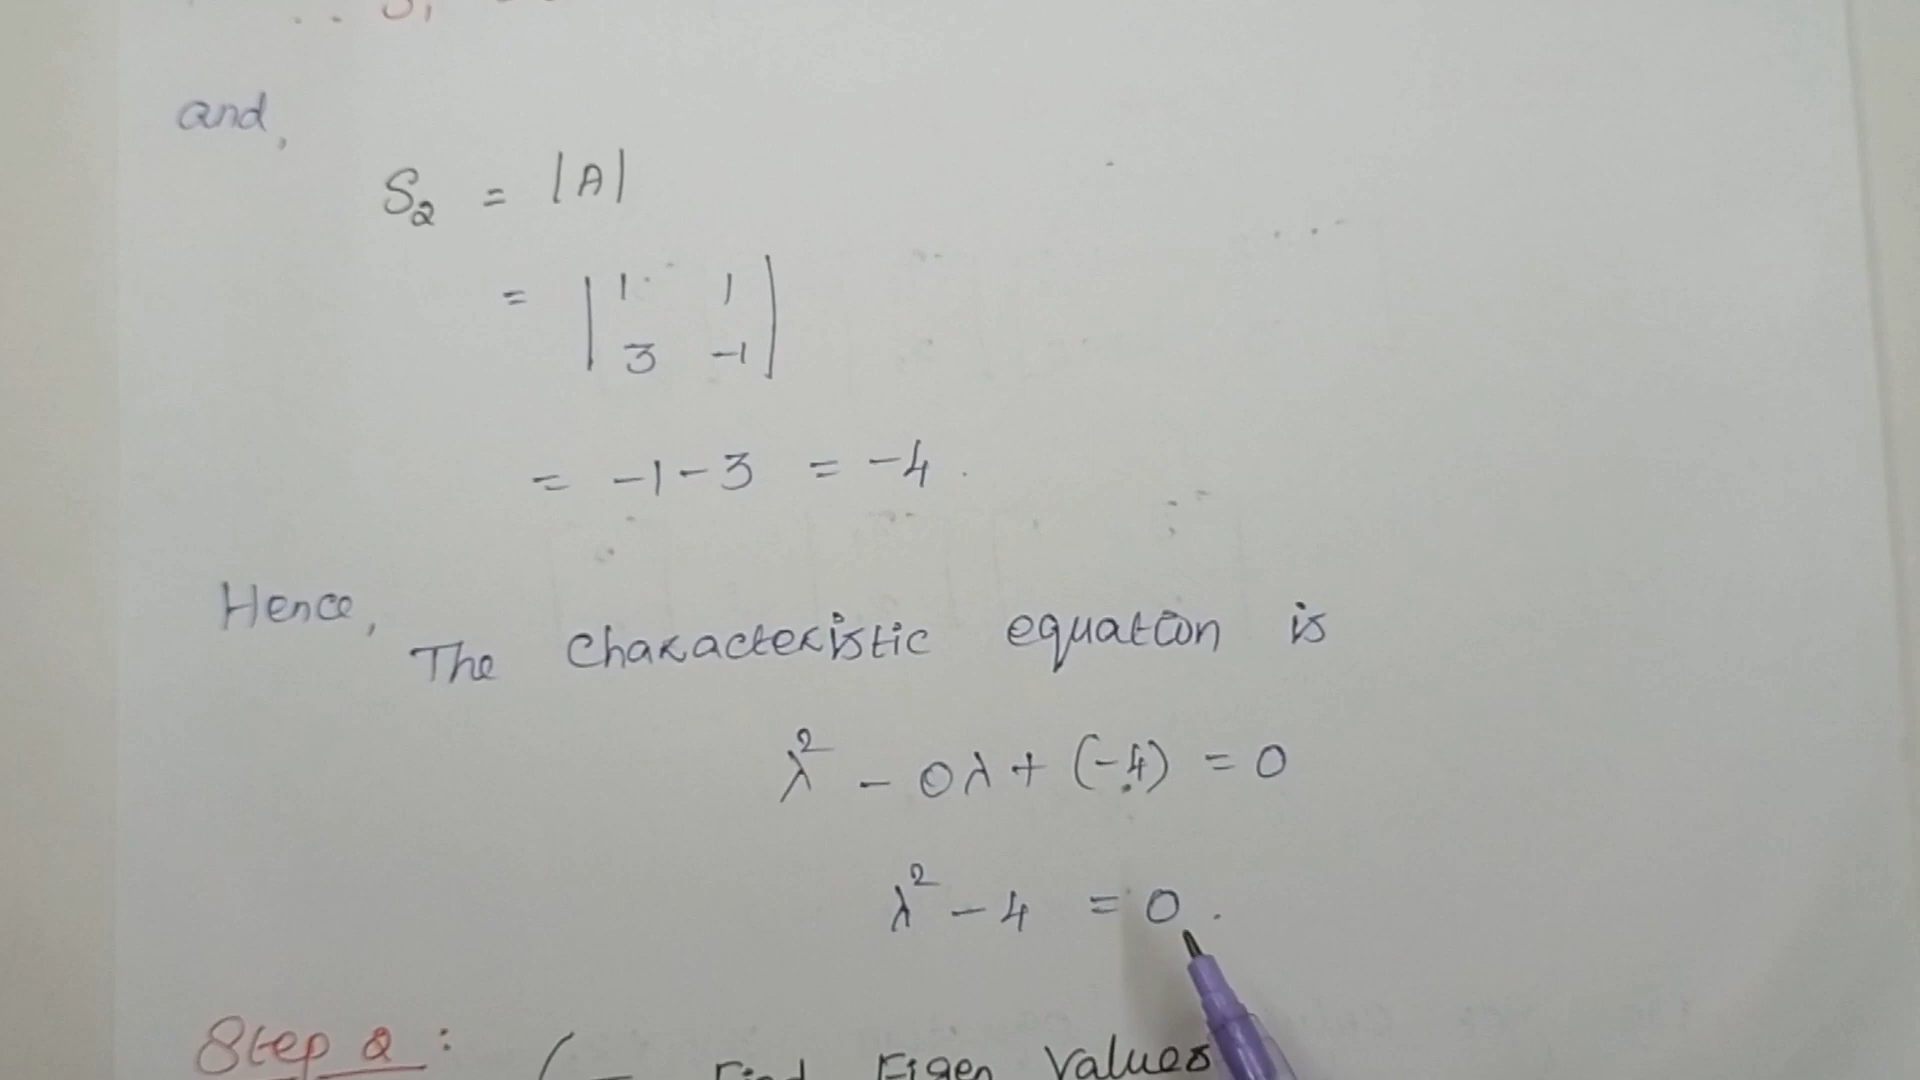 and,
S₂ = |A|
= | 1 1 |
| 3 -1 |
= -1 - 3 = -4.
Hence,
The characteristic equation is
λ² - 0λ + (-4) = 0
λ² - 4 = 0.
Step 2: Find Eigen Values